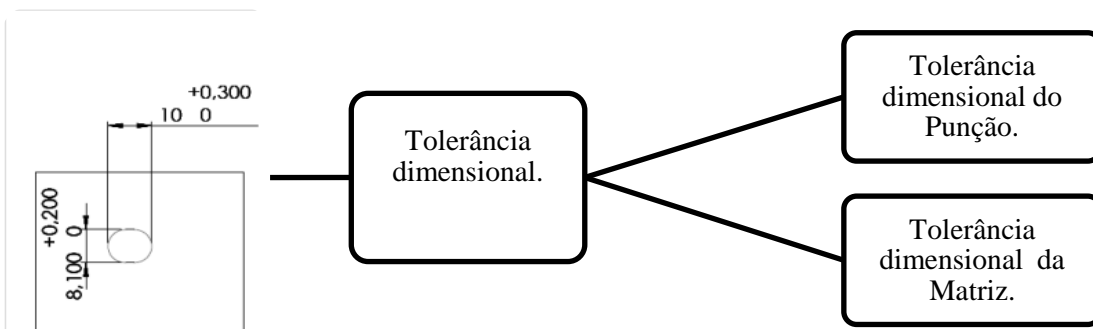 +0,300
10 0
+0,200
8,100 0
Tolerância
dimensional.
Tolerância
dimensional do
Punção.
Tolerância
dimensional da
Matriz.